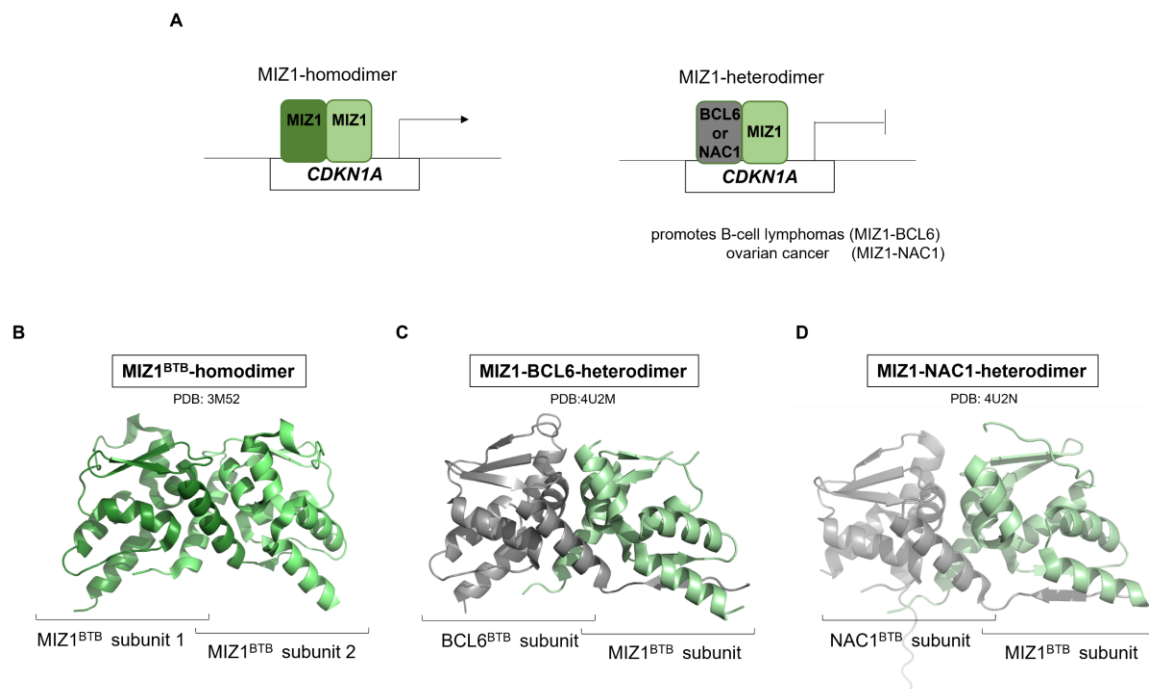 A
MIZ1-homodimer
MIZ1 MIZ1
CDKN1A
MIZ1-heterodimer
BCL6
or
NAC1
MIZ1
CDKN1A
promotes B-cell lymphomas (MIZ1-BCL6)
ovarian cancer (MIZ1-NAC1)
B
MIZ1BTB-homodimer
PDB: 3M52
MIZ1BTB subunit 1
MIZ1BTB subunit 2
C
MIZ1-BCL6-heterodimer
PDB:4U2M
BCL6BTB subunit
MIZ1BTB subunit
D
MIZ1-NAC1-heterodimer
PDB: 4U2N
NAC1BTB subunit
MIZ1BTB subunit